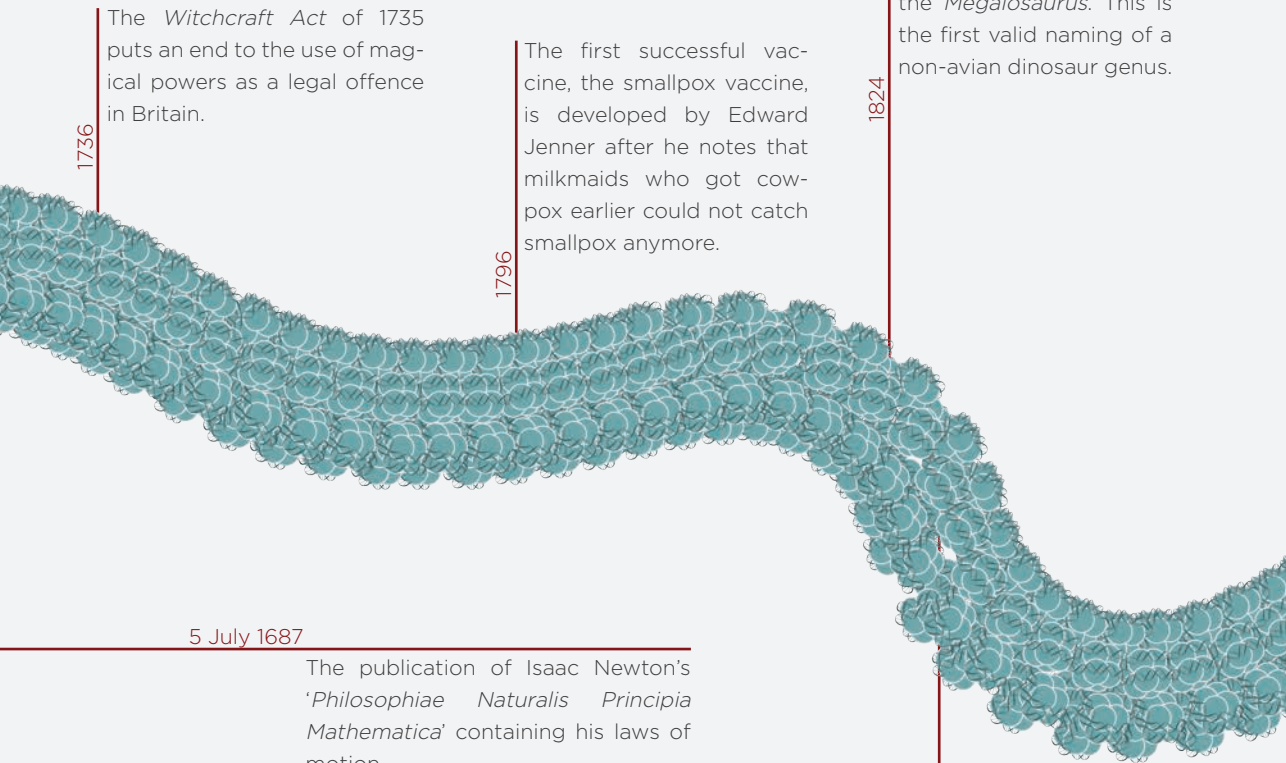 The Witchcraft Act of 1735
puts an end to the use of mag-
ical powers as a legal offence
in Britain.
1736
The first successful vac-
cine, the smallpox vaccine,
is developed by Edward
Jenner after he notes that
milkmaids who got cow-
pox earlier could not catch
smallpox anymore.
1796
the Megalosaurus. This is
the first valid naming of a
non-avian dinosaur genus.
1824
5 July 1687
The publication of Isaac Newton's
‘Philosophiae Naturalis Principia
Mathematica’ containing his laws of
motion